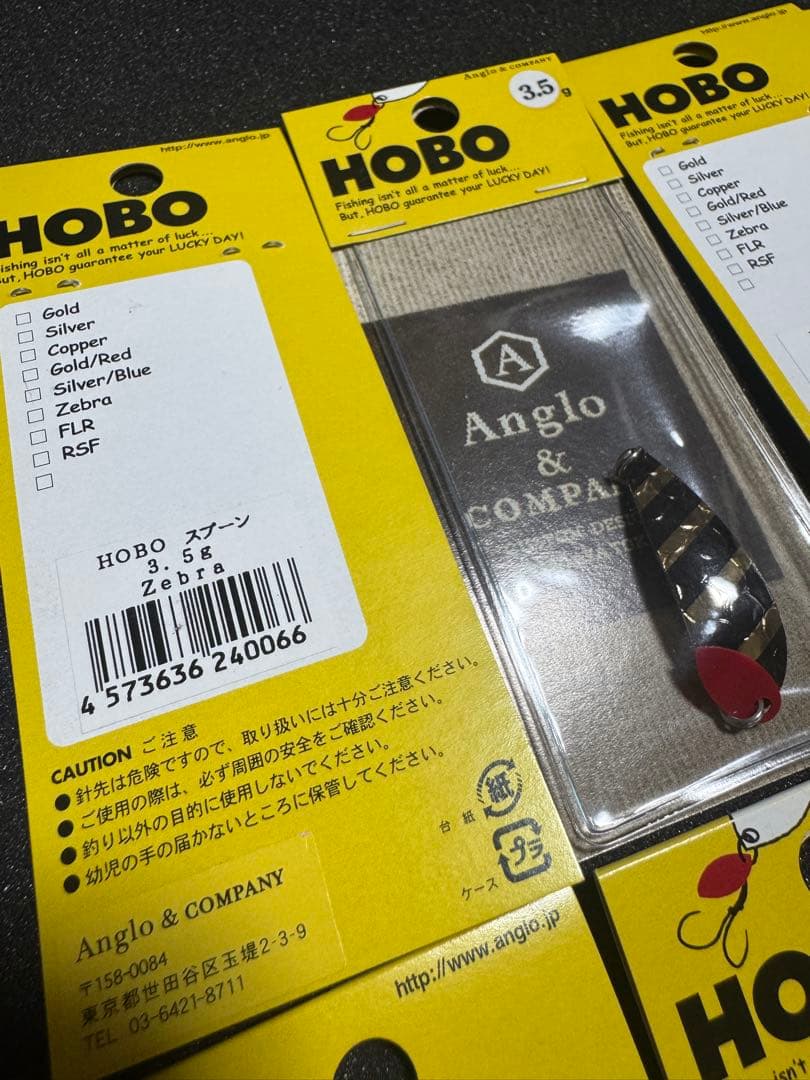 http://www.anglo.jp
HOBO
ishing isn't all a matter of luck...
But, HOBO guarantee your LUCKY DAY!
Gold
Silver
Copper
Gold/Red
Silver/Blue
Zebra
FLR
RSF
HOBO スプーン
3.5g
Zebra
4 573636 240066
CAUTION ご注意
●針先は危険ですので、取り扱いには十分ご注意ください。
●ご使用の際は、必ず周囲の安全をご確認ください。
●釣り以外の目的に使用しないでください。
●幼児の手の届かないところに保管してください。
台紙 紙
ケース プラ
Anglo & COMPANY
〒158-0084
東京都世田谷区玉堤2-3-9
TEL 03-6421-8711
Anglo & COMPANY
3.5g
HOBO
Fishing isn't all a matter of luck...
But, HOBO guarantee your LUCKY DAY!
A
Anglo
&
COMPA
http://www.anglo.jp
HOBO
Fishing isn't all a matter of luck...
But, HOBO guarantee your LUCKY DAY!
Gold
Silver
Copper
Gold/Red
Silver/Blue
Zebra
FLR
RSF
http://www.anglo.jp
HO